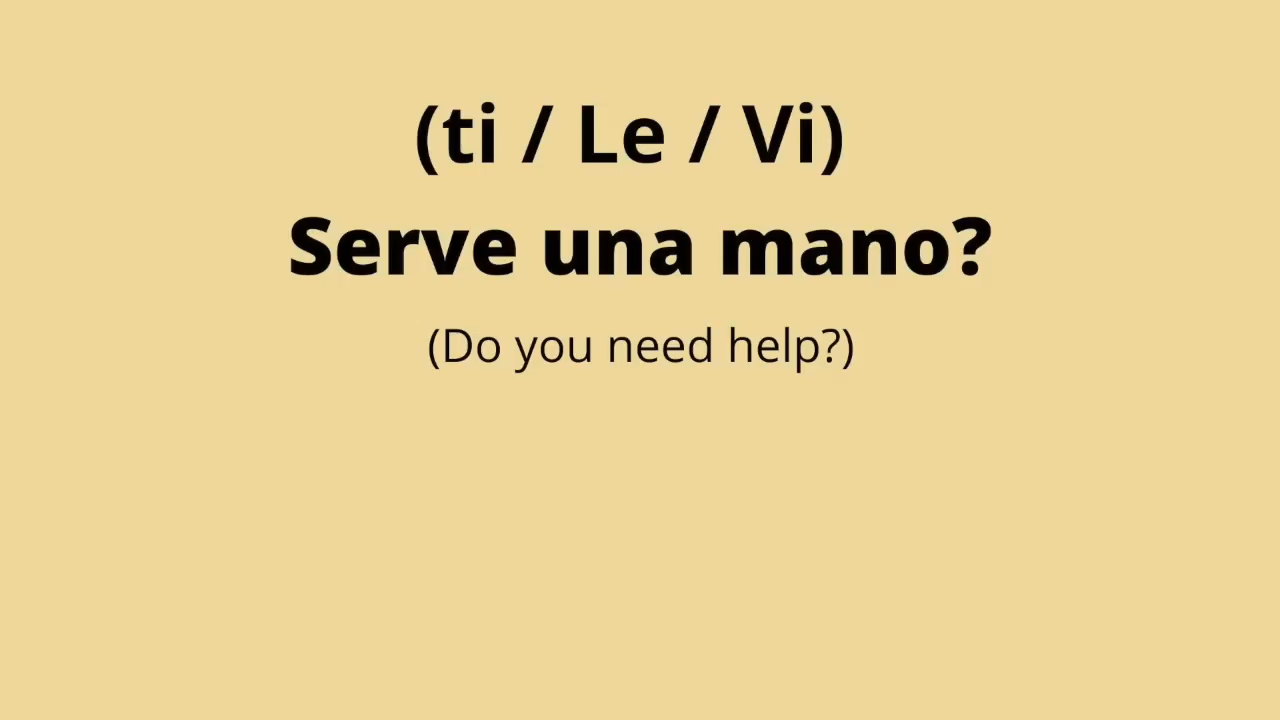 (ti / Le / Vi)
Serve una mano?
(Do you need help?)